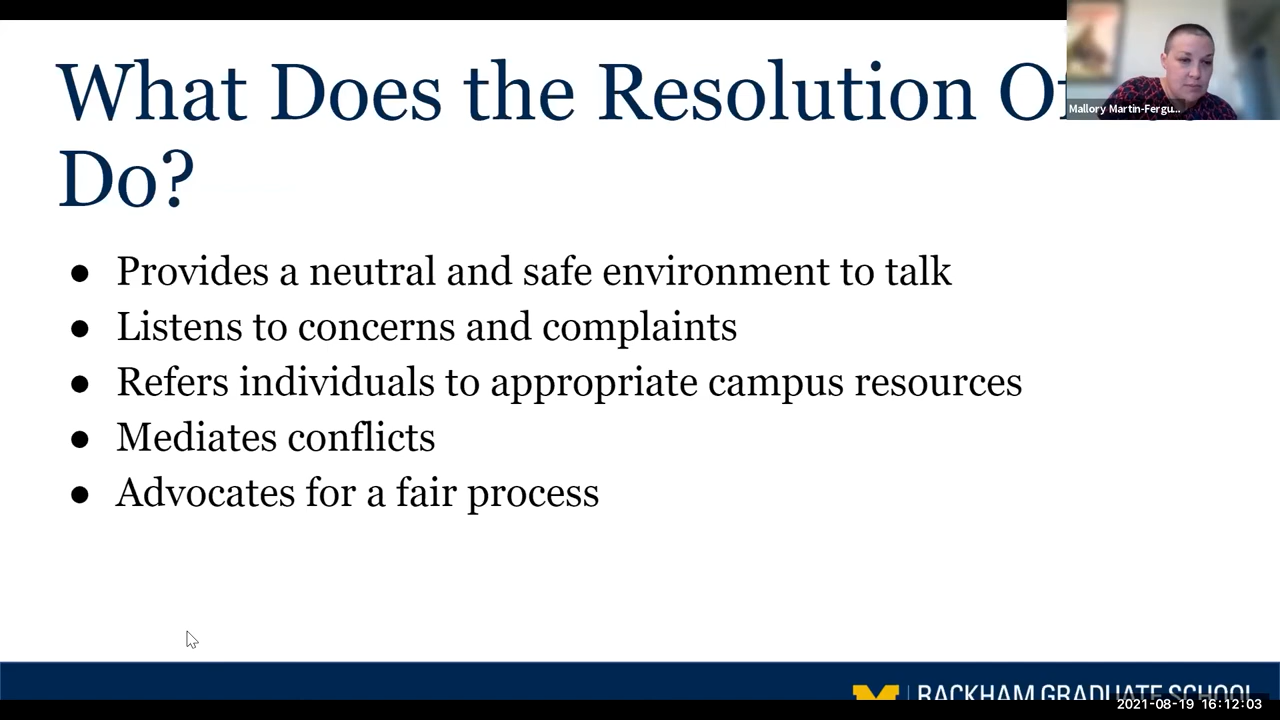 What Does the Resolution Of
Do?
Mallory Martin-Fergu...
● Provides a neutral and safe environment to talk
● Listens to concerns and complaints
● Refers individuals to appropriate campus resources
● Mediates conflicts
● Advocates for a fair process
M | RACKHAM GRADUATE SCHOOL
2021-08-19 16:12:03